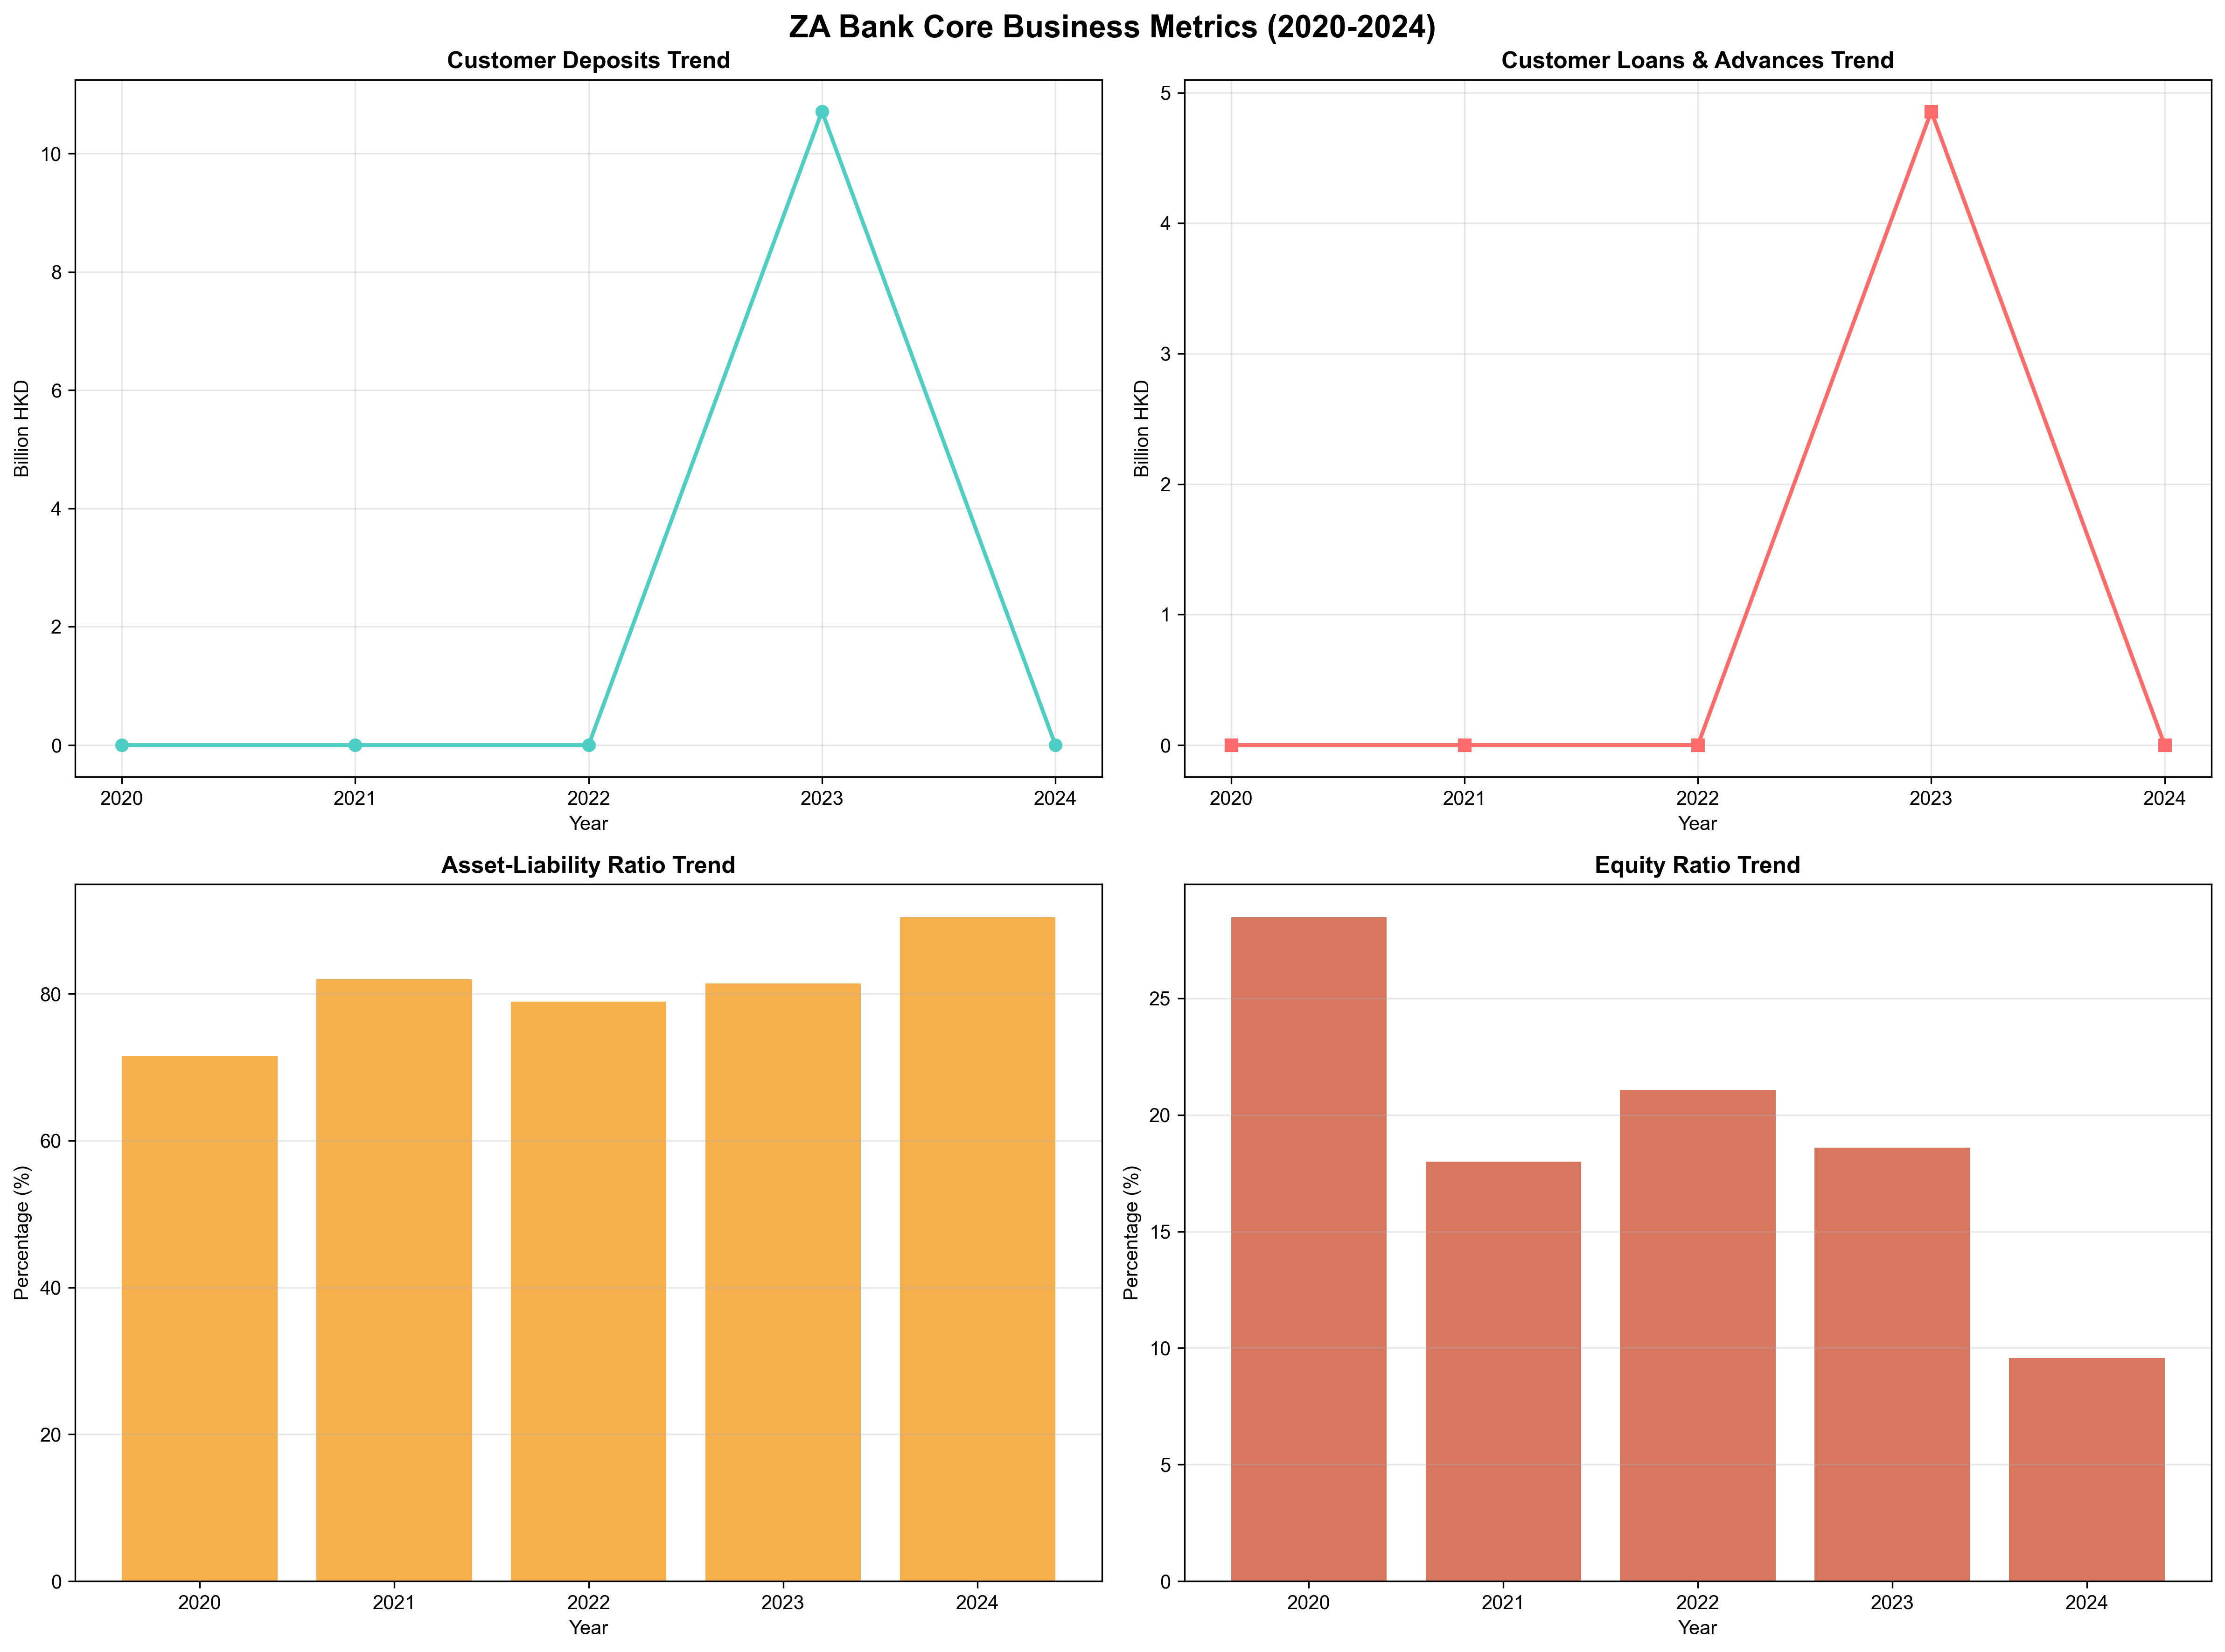 ZA Bank Core Business Metrics (2020-2024)
Customer Deposits Trend
Billion HKD
10
8
6
4
2
0
2020 2021 2022 2023 2024
Year
Customer Loans & Advances Trend
Billion HKD
5
4
3
2
1
0
2020 2021 2022 2023 2024
Year
Asset-Liability Ratio Trend
Percentage (%)
80
60
40
20
0
2020 2021 2022 2023 2024
Year
Equity Ratio Trend
Percentage (%)
25
20
15
10
5
0
2020 2021 2022 2023 2024
Year